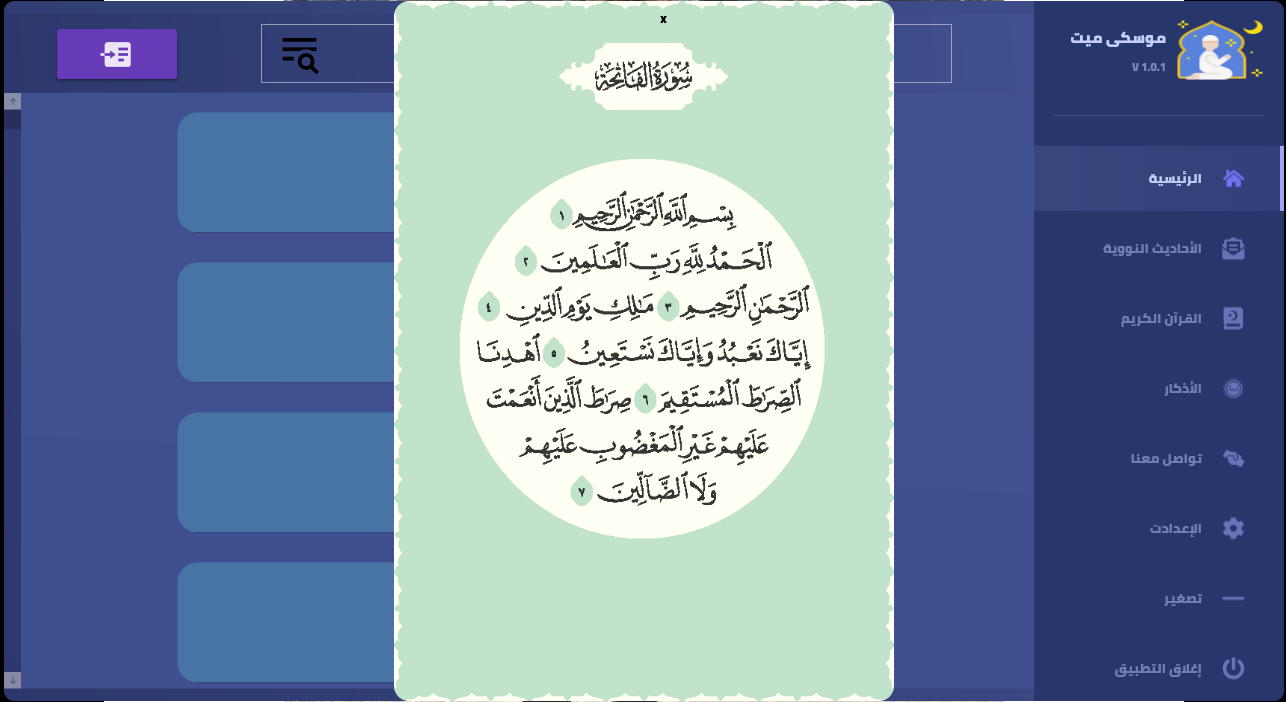 موسكى ميت
V 1.0.1
الرئيسية
الأحاديث النووية
القرآن الكريم
الأذكار
تواصل معنا
الإعدادت
تصغير
إغلاق التطبيق
x
سُورَةُ الفَاتِحَةِ
بِسْمِ ٱللَّهِ ٱلرَّحْمَٰنِ ٱلرَّحِيمِ ١
ٱلْحَمْدُ لِلَّهِ رَبِّ ٱلْعَٰلَمِينَ ٢
ٱلرَّحْمَٰنِ ٱلرَّحِيمِ ٣ مَٰلِكِ يَوْمِ ٱلدِّينِ ٤
إِيَّاكَ نَعْبُدُ وَإِيَّاكَ نَسْتَعِينُ ٥ ٱهْدِنَا
ٱلصِّرَٰطَ ٱلْمُسْتَقِيمَ ٦ صِرَٰطَ ٱلَّذِينَ أَنْعَمْتَ
عَلَيْهِمْ غَيْرِ ٱلْمَغْضُوبِ عَلَيْهِمْ
وَلَا ٱلضَّآلِّينَ ٧